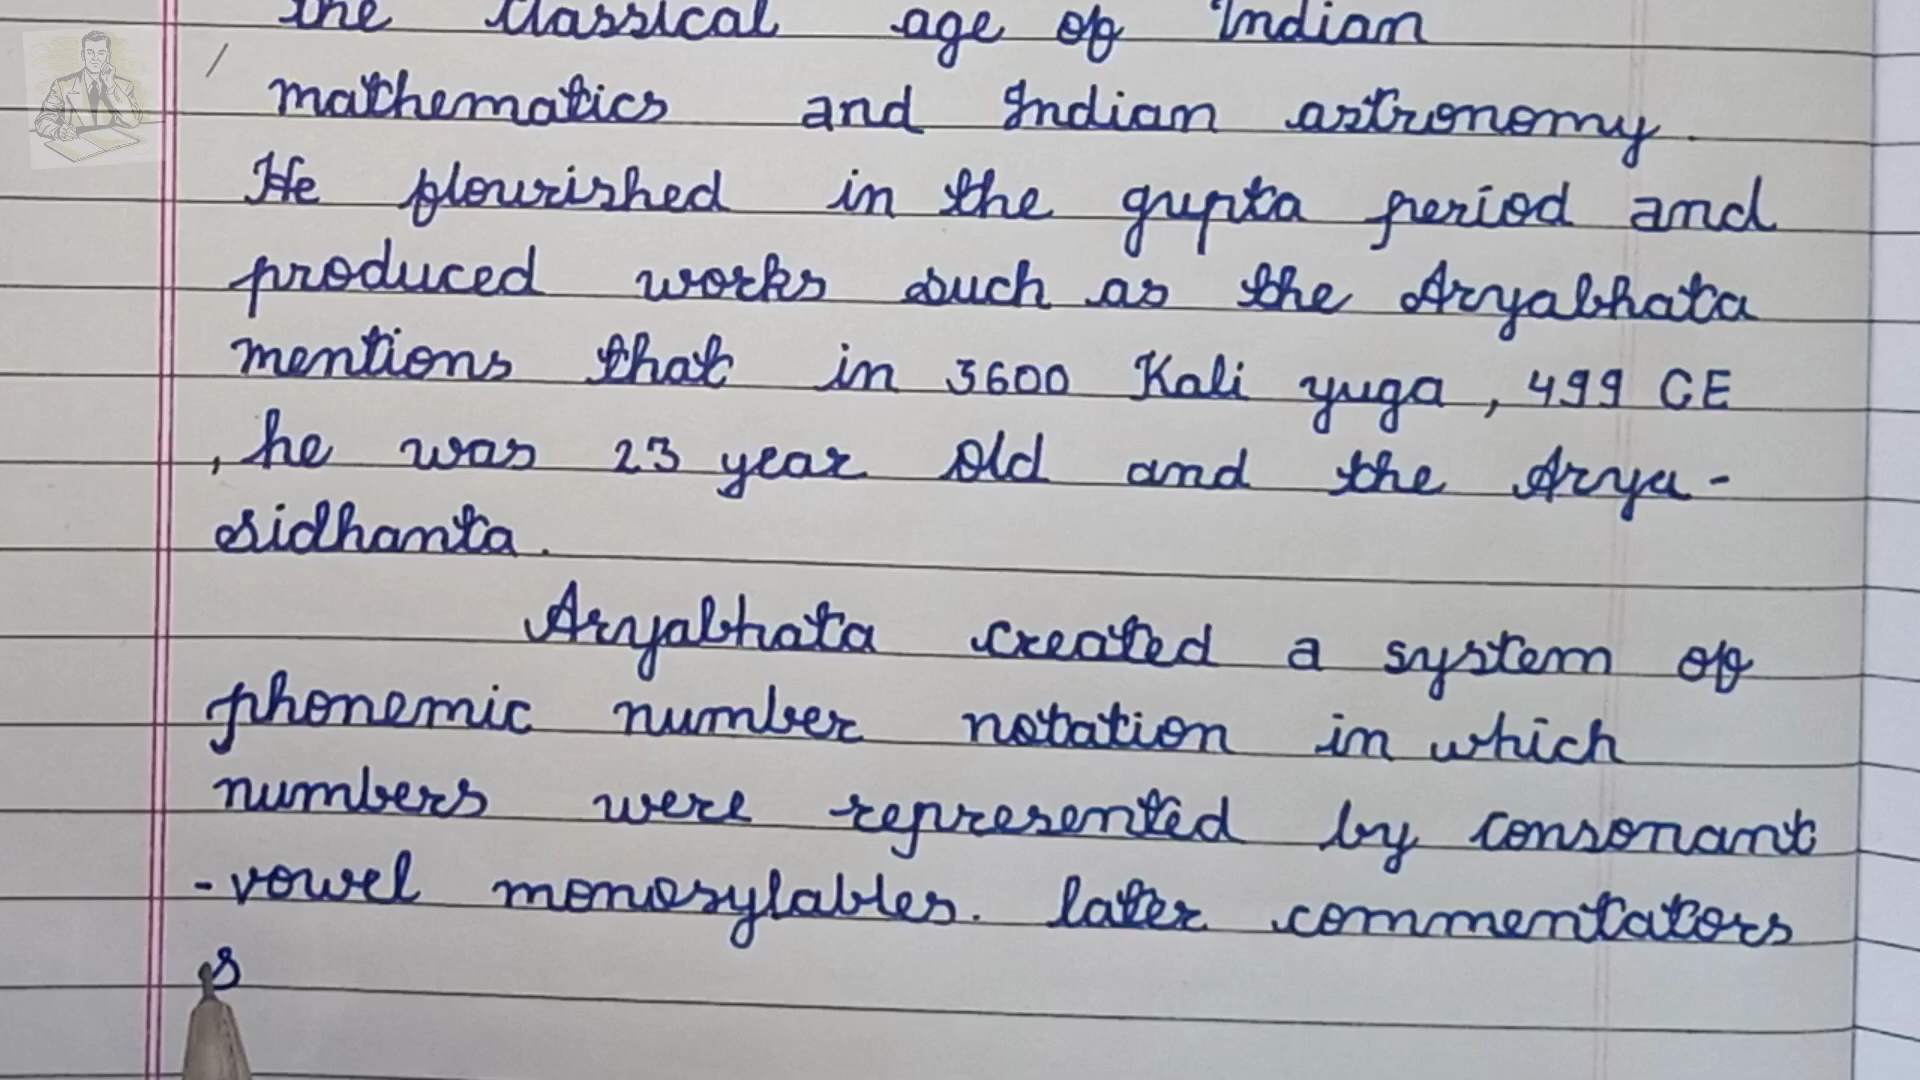 the classical age of Indian
mathematics and Indian astronomy.
He flourished in the gupta period and
produced works such as the Aryabhata
mentions that in 3600 Kali yuga, 499 CE
, he was 23 year old and the Arya-
sidhanta.
Aryabhata created a system of
phonemic number notation in which
numbers were represented by consonant
-vowel monosylables. later commentators
s